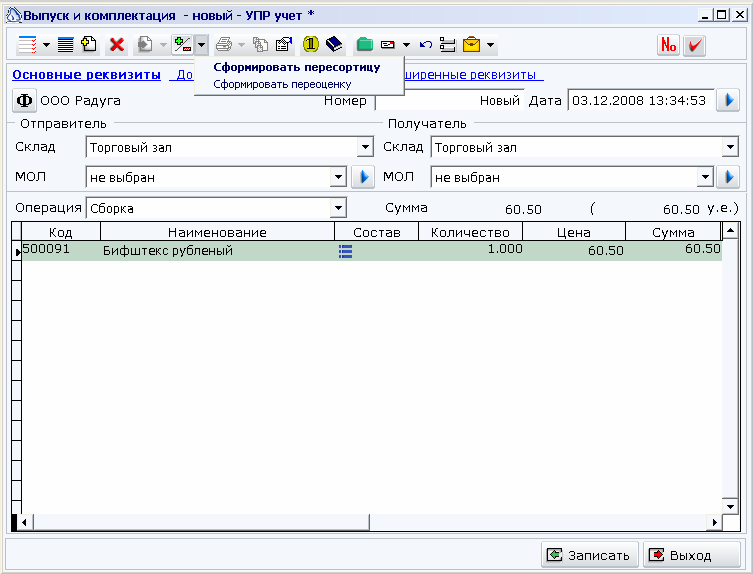 Выпуск и комплектация - новый - УПР учет *
№
Сформировать пересортицу
Сформировать переоценку
Основные реквизиты До ширенные реквизиты
Ф ООО Радуга Номер Новый Дата 03.12.2008 13:34:53
Отправитель Получатель
Склад Торговый зал Склад Торговый зал
МОЛ не выбран МОЛ не выбран
Операция Сборка Сумма 60.50 ( 60.50 у.е.)
Код Наименование Состав Количество Цена Сумма
500091 Бифштекс рубленый 1.000 60.50 60.50
Записать Выход